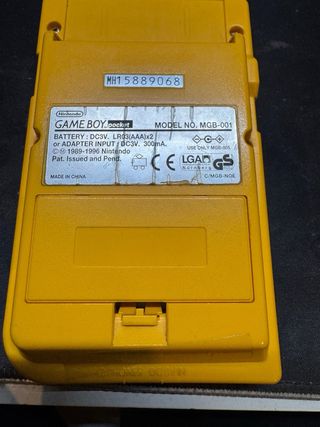 MH15889068
Nintendo
GAME BOY pocket MODEL NO. MGB-001
BATTERY : DC3V. LR03(AAA)x2
or ADAPTER INPUT : DC3V. 300mA.
USE ONLY MGB-005
© Ⓜ 1989-1996 Nintendo
Pat. Issued and Pend.
LGA GS
Nürnberg
MADE IN CHINA
C/MGB-NOE